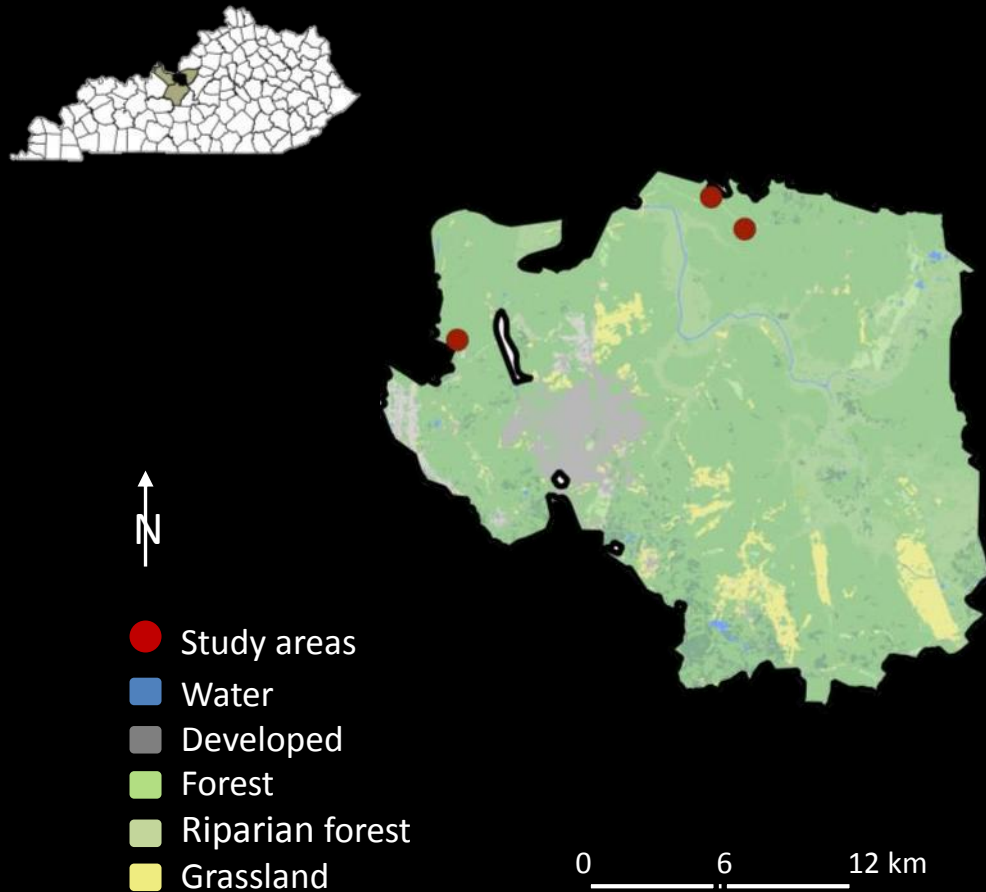 N
Study areas
Water
Developed
Forest
Riparian forest
Grassland
0 6 12 km